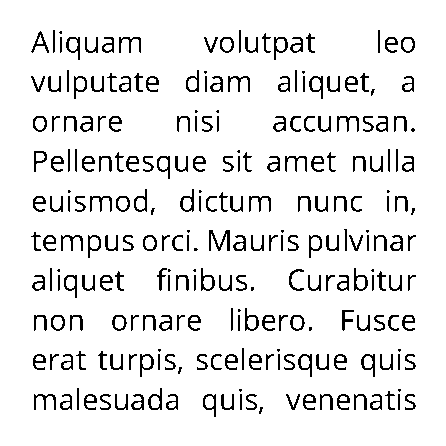 Aliquam volutpat leo
vulputate diam aliquet, a
ornare nisi accumsan.
Pellentesque sit amet nulla
euismod, dictum nunc in,
tempus orci. Mauris pulvinar
aliquet finibus. Curabitur
non ornare libero. Fusce
erat turpis, scelerisque quis
malesuada quis, venenatis